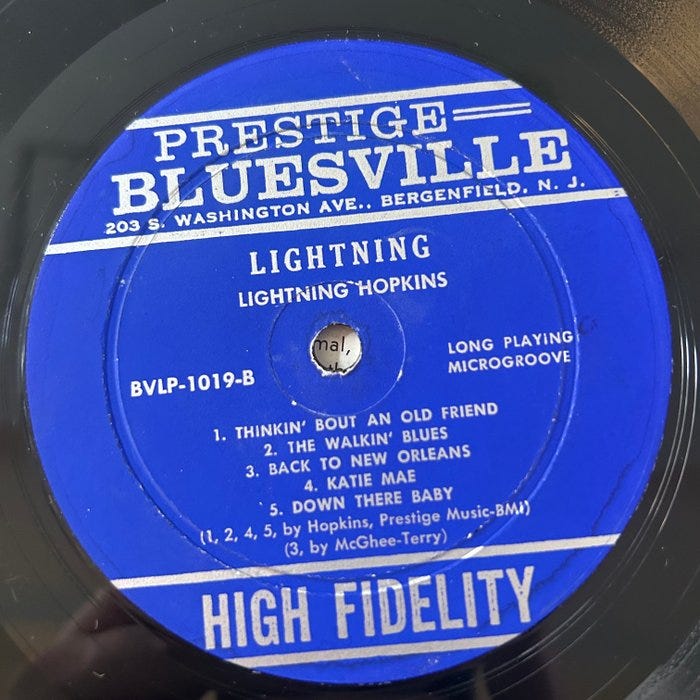 PRESTIGE
BLUESVILLE
203 S. WASHINGTON AVE., BERGENFIELD, N. J.
LIGHTNING
LIGHTNING HOPKINS
mal,
LONG PLAYING
MICROGROOVE
BVLP-1019-B
1. THINKIN' BOUT AN OLD FRIEND
2. THE WALKIN' BLUES
3. BACK TO NEW ORLEANS
4. KATIE MAE
5. DOWN THERE BABY
(1, 2, 4, 5, by Hopkins, Prestige Music-BMI)
(3, by McGhee-Terry)
HIGH FIDELITY